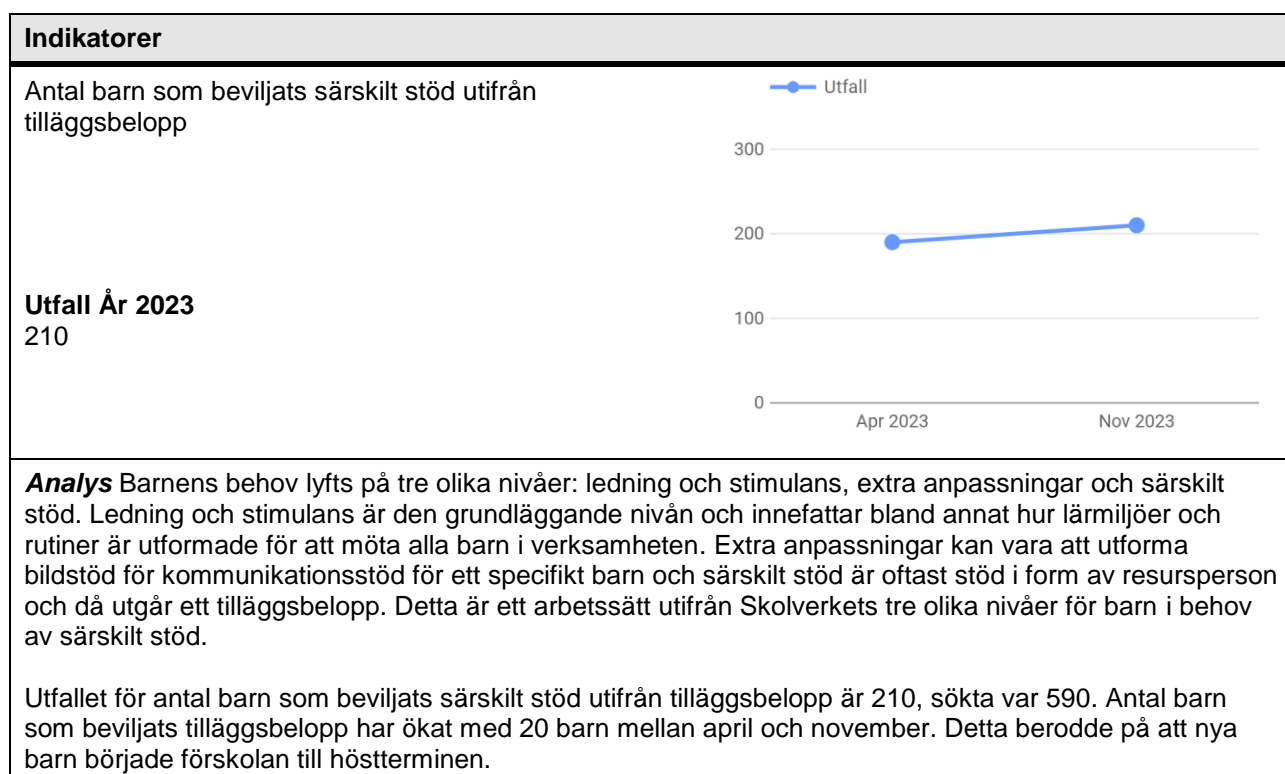 Indikatorer
Antal barn som beviljats särskilt stöd utifrån
tilläggsbelopp
Utfall År 2023
210
Utfall
300
200
100
0
Apr 2023
Nov 2023
Analys Barnens behov lyfts på tre olika nivåer: ledning och stimulans, extra anpassningar och särskilt
stöd. Ledning och stimulans är den grundläggande nivån och innefattar bland annat hur lärmiljöer och
rutiner är utformade för att möta alla barn i verksamheten. Extra anpassningar kan vara att utforma
bildstöd för kommunikationsstöd för ett specifikt barn och särskilt stöd är oftast stöd i form av resursperson
och då utgår ett tilläggsbelopp. Detta är ett arbetssätt utifrån Skolverkets tre olika nivåer för barn i behov
av särskilt stöd.
Utfallet för antal barn som beviljats särskilt stöd utifrån tilläggsbelopp är 210, sökta var 590. Antal barn
som beviljats tilläggsbelopp har ökat med 20 barn mellan april och november. Detta berodde på att nya
barn började förskolan till höstterminen.